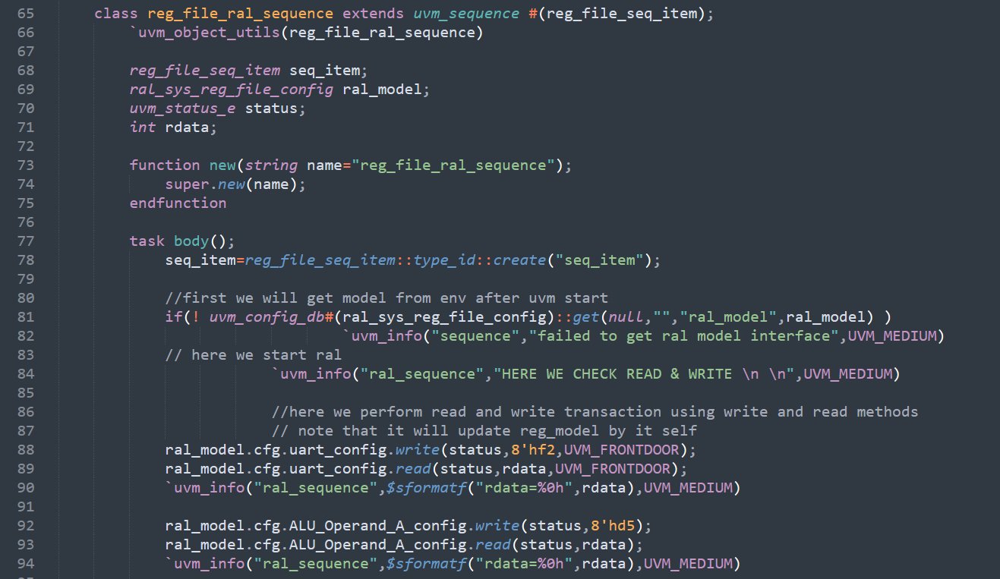 65 class reg_file_ral_sequence extends uvm_sequence #(reg_file_seq_item);
66 `uvm_object_utils(reg_file_ral_sequence)
67
68 reg_file_seq_item seq_item;
69 ral_sys_reg_file_config ral_model;
70 uvm_status_e status;
71 int rdata;
72
73 function new(string name="reg_file_ral_sequence");
74 super.new(name);
75 endfunction
76
77 task body();
78 seq_item=reg_file_seq_item::type_id::create("seq_item");
79
80 //first we will get model from env after uvm start
81 if(! uvm_config_db#(ral_sys_reg_file_config)::get(null,"","ral_model",ral_model) )
82 `uvm_info("sequence","failed to get ral model interface",UVM_MEDIUM)
83 // here we start ral
84 `uvm_info("ral_sequence","HERE WE CHECK READ & WRITE \n \n",UVM_MEDIUM)
85
86 //here we perform read and write transaction using write and read methods
87 // note that it will update reg_model by it self
88 ral_model.cfg.uart_config.write(status,8'hf2,UVM_FRONTDOOR);
89 ral_model.cfg.uart_config.read(status,rdata,UVM_FRONTDOOR);
90 `uvm_info("ral_sequence",$sformatf("rdata=%0h",rdata),UVM_MEDIUM)
91
92 ral_model.cfg.ALU_Operand_A_config.write(status,8'hd5);
93 ral_model.cfg.ALU_Operand_A_config.read(status,rdata);
94 `uvm_info("ral_sequence",$sformatf("rdata=%0h",rdata),UVM_MEDIUM)